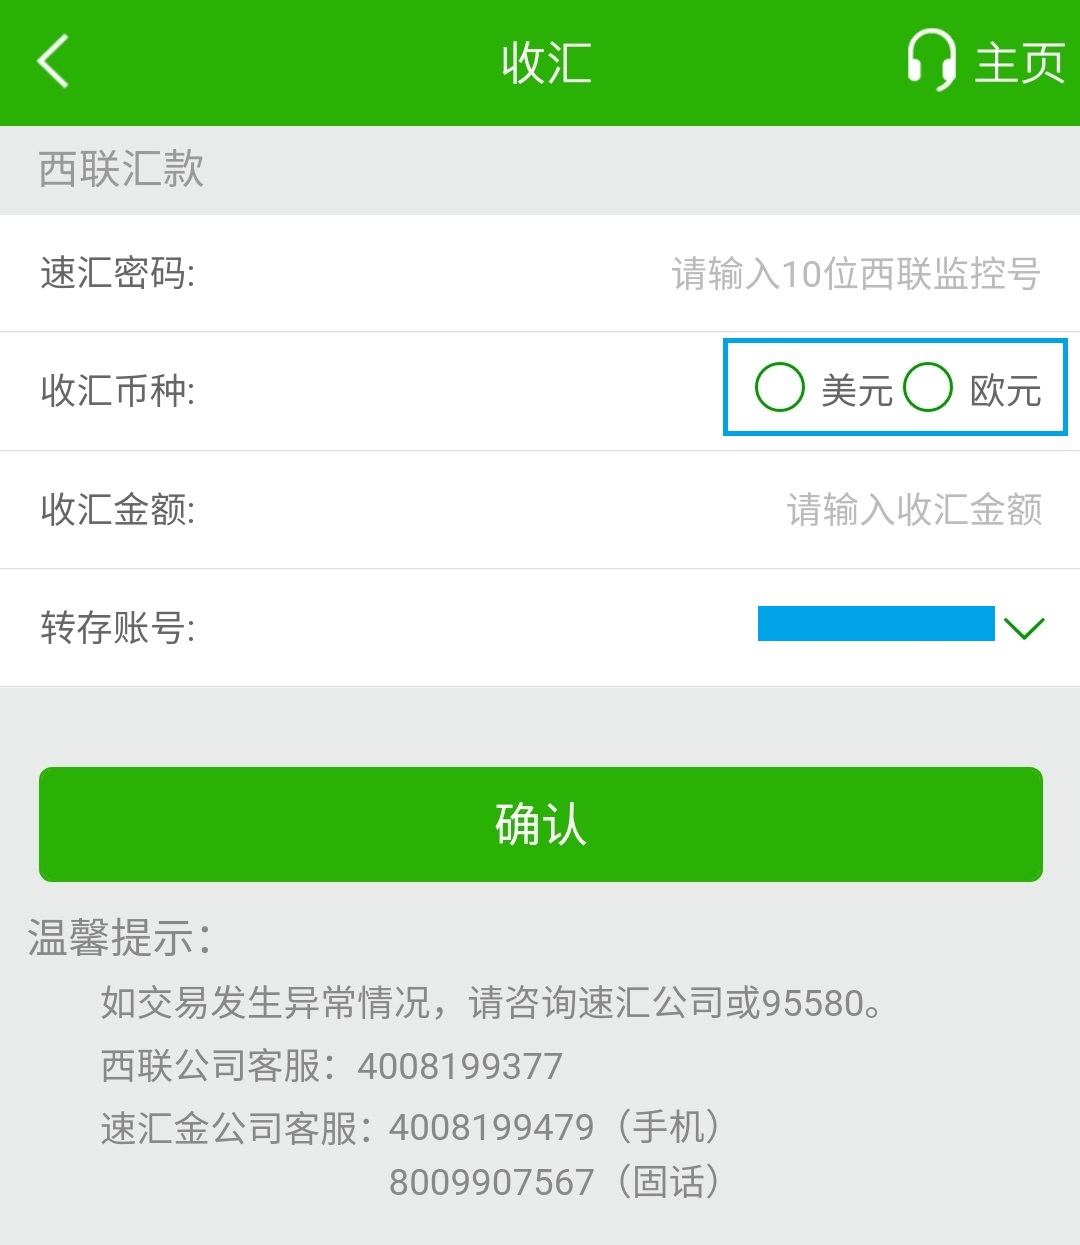 收汇 主页
西联汇款
速汇密码: 请输入10位西联监控号
收汇币种: 美元 欧元
收汇金额: 请输入收汇金额
转存账号:
确认
温馨提示：
如交易发生异常情况，请咨询速汇公司或95580。
西联公司客服：4008199377
速汇金公司客服：4008199479（手机）
8009907567（固话）